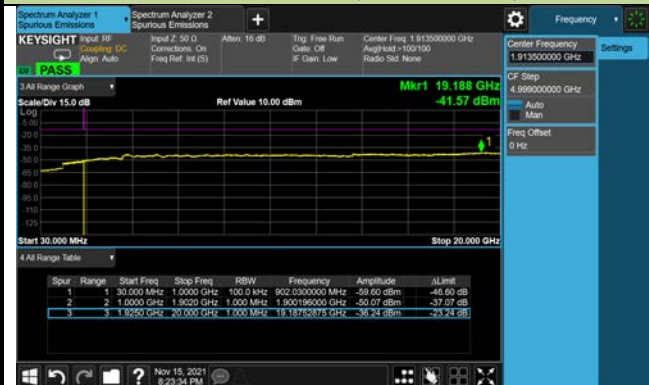 Spectrum Analyzer 1
Spurious Emissions
Spectrum Analyzer 2
Spurious Emissions
+
Frequency
KEYSIGHT
Input: RF
Coupling: DC
Align: Auto
Input Z: 50 Ω
Corrections: On
Freq Ref: Int (S)
Atten: 16 dB
Trig: Free Run
Gate: Off
IF Gain: Low
Center Freq: 1.913500000 GHz
Avg|Hold:>100/100
Radio Std: None
PASS
3 All Range Graph
Mkr1 19.188 GHz
Scale/Div 15.0 dB
Ref Value 10.00 dBm
-41.57 dBm
Log
-5.00
-20.0
-35.0
-50.0
-65.0
-80.0
-95.0
-110
-125
1
Start 30.000 MHz
Stop 20.000 GHz
4 All Range Table
Spur Range Start Freq Stop Freq RBW Frequency Amplitude ΔLimit
1 1 30.000 MHz 1.0000 GHz 100.0 kHz 902.0300000 MHz -59.60 dBm -46.60 dB
2 2 1.0000 GHz 1.9020 GHz 1.000 MHz 1.900196000 GHz -50.07 dBm -37.07 dB
3 3 1.9250 GHz 20.000 GHz 1.000 MHz 19.18752875 GHz -36.24 dBm -23.24 dB
Center Frequency
1.913500000 GHz
Settings
CF Step
4.999000000 GHz
Auto
Man
Freq Offset
0 Hz
?
Nov 15, 2021
8:23:34 PM